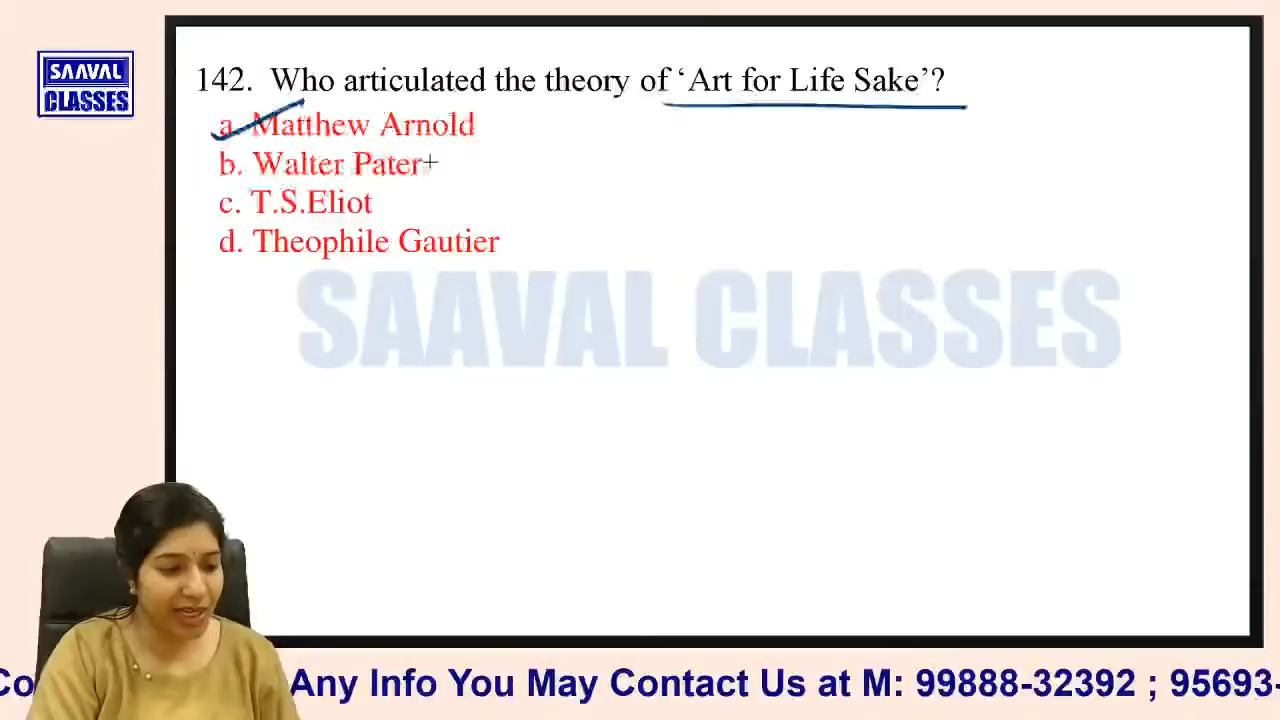 SAAVAL
CLASSES
142. Who articulated the theory of ‘Art for Life Sake’?
a. Matthew Arnold
b. Walter Pater
c. T.S.Eliot
d. Theophile Gautier
SAAVAL CLASSES
Any Info You May Contact Us at M: 99888-32392 ; 95693-